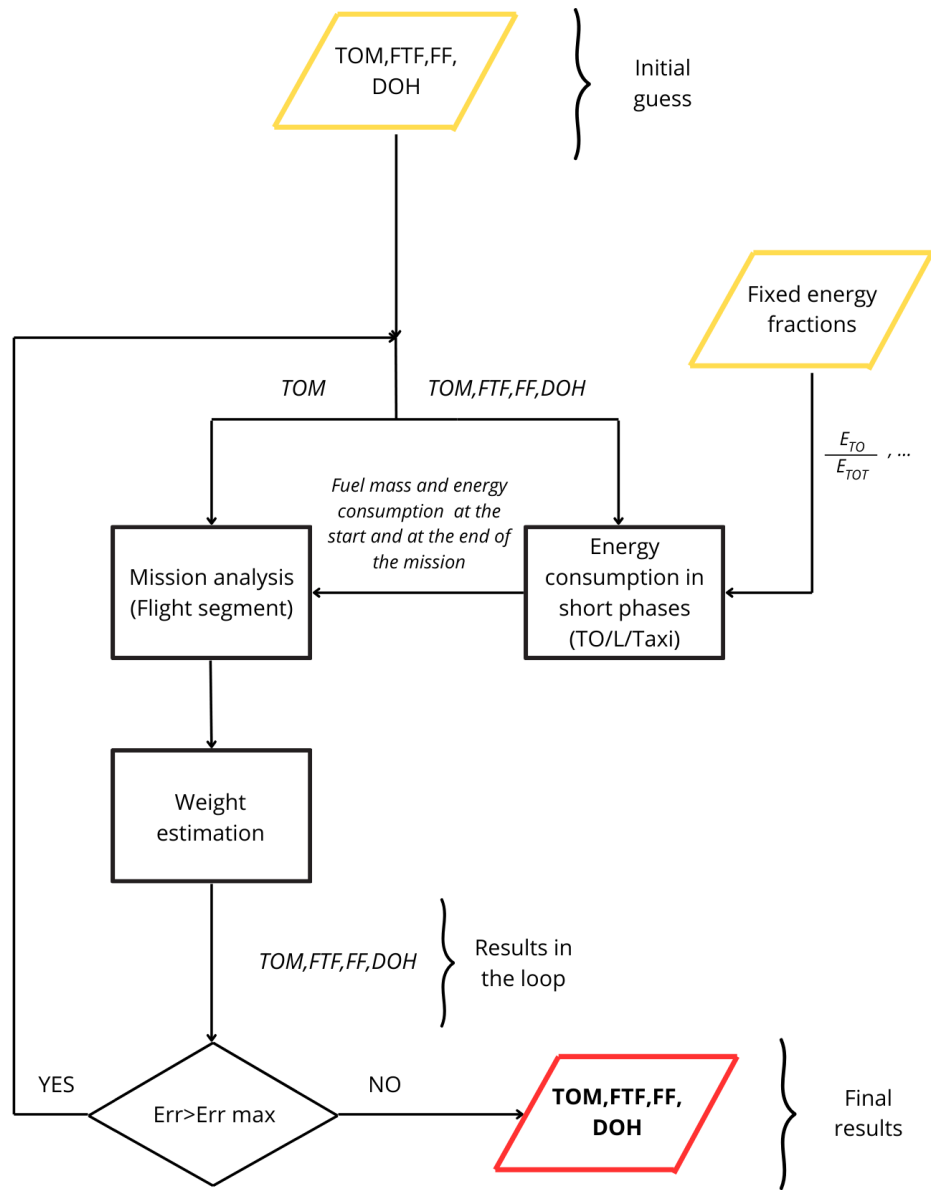 TOM,FTF,FF,
DOH
Initial
guess
Fixed energy
fractions
TOM
TOM,FTF,FF,DOH
E_TO
E_TOT
, ...
Fuel mass and energy
consumption at the
start and at the end of
the mission
Mission analysis
(Flight segment)
Energy
consumption in
short phases
(TO/L/Taxi)
Weight
estimation
TOM,FTF,FF,DOH
Results in
the loop
YES
Err>Err max
NO
TOM,FTF,FF,
DOH
Final
results